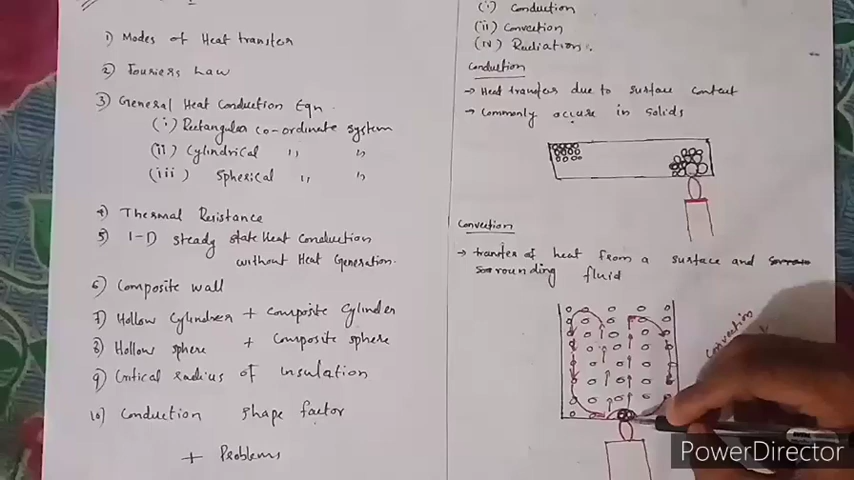 1) Modes of Heat transfer
2) Fouriers Law
3) General Heat Conduction Eqn.
(i) Rectangular co-ordinate system
(ii) Cylindrical ,, ,,
(iii) Spherical ,, ,,
4) Thermal Resistance
5) 1-D steady state Heat Conduction
without Heat Generation.
6) Composite wall
7) Hollow Cylinder + Composite Cylinder
8) Hollow sphere + Composite sphere
9) Critical radius of insulation
10) Conduction shape factor
+ Problems
(i) Conduction
(ii) Convection
(iv) Radiation.
Conduction
→ Heat transfer due to surface contact
→ Commonly occure in solids
Convection
→ transfer of heat from a surface and
sorrounding fluid
Convection
PowerDirector